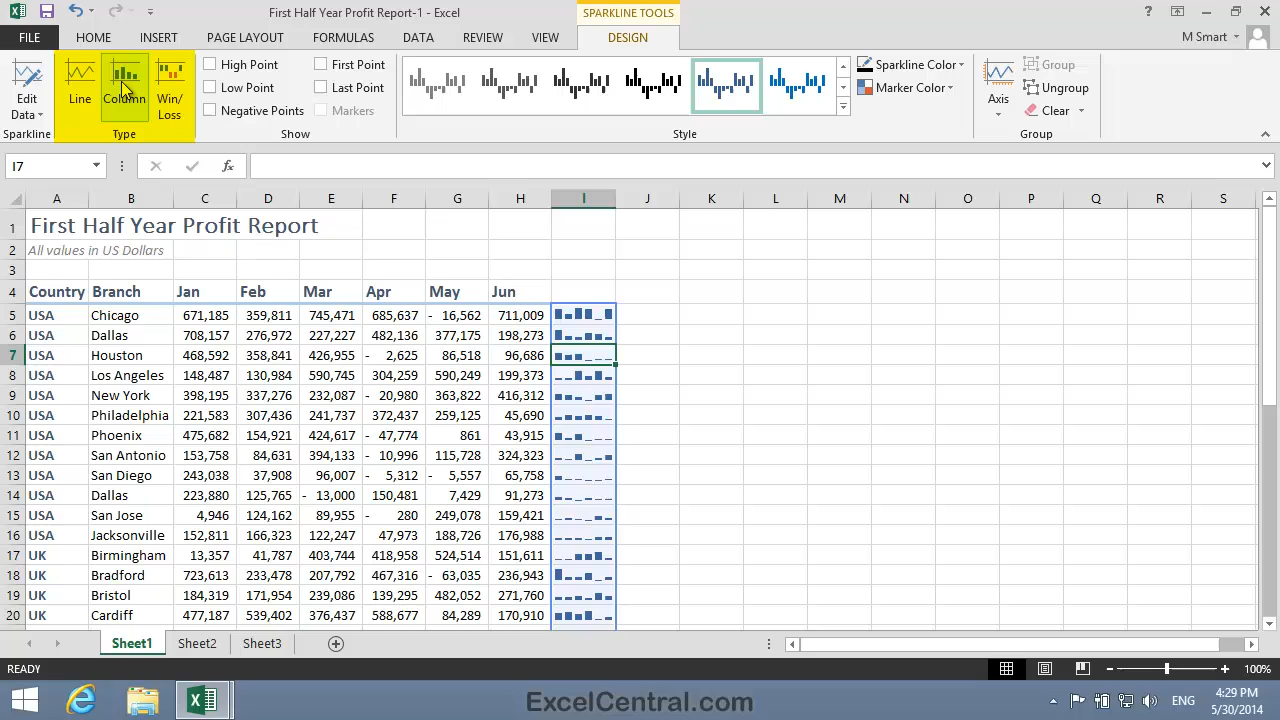 First Half Year Profit Report-1 - Excel
SPARKLINE TOOLS
?
FILE HOME INSERT PAGE LAYOUT FORMULAS DATA REVIEW VIEW DESIGN M Smart
Edit Data
Sparkline
Line Column Win/ Loss
Type
High Point First Point
Low Point Last Point
Negative Points Markers
Show
Style
Sparkline Color
Marker Color
Axis
Group
Ungroup
Clear
Group
I7 fx
A B C D E F G H I J K L M N O P Q R S
1 First Half Year Profit Report
2 All values in US Dollars
3
4 Country Branch Jan Feb Mar Apr May Jun
5 USA Chicago 671,185 359,811 745,471 685,637 - 16,562 711,009
6 USA Dallas 708,157 276,972 227,227 482,136 377,175 198,273
7 USA Houston 468,592 358,841 426,955 - 2,625 86,518 96,686
8 USA Los Angeles 148,487 130,984 590,745 304,259 590,249 199,373
9 USA New York 398,195 337,276 232,087 - 20,980 363,822 416,312
10 USA Philadelphia 221,583 307,436 241,737 372,437 259,125 45,690
11 USA Phoenix 475,682 154,921 424,617 - 47,774 861 43,915
12 USA San Antonio 153,758 84,631 394,133 - 10,996 115,728 324,323
13 USA San Diego 243,038 37,908 96,007 - 5,312 - 5,557 65,758
14 USA Dallas 223,880 125,765 - 13,000 150,481 7,429 91,273
15 USA San Jose 4,946 124,162 89,955 - 280 249,078 159,421
16 USA Jacksonville 152,811 166,323 122,247 47,973 188,726 176,988
17 UK Birmingham 13,357 41,787 403,744 418,958 524,514 151,611
18 UK Bradford 723,613 233,478 207,792 467,316 - 63,035 236,943
19 UK Bristol 184,319 171,954 239,086 139,295 482,052 271,760
20 UK Cardiff 477,187 539,402 376,437 588,677 84,289 170,910
Sheet1 Sheet2 Sheet3
READY 100%
ExcelCentral.com
ENG
4:29 PM
5/30/2014